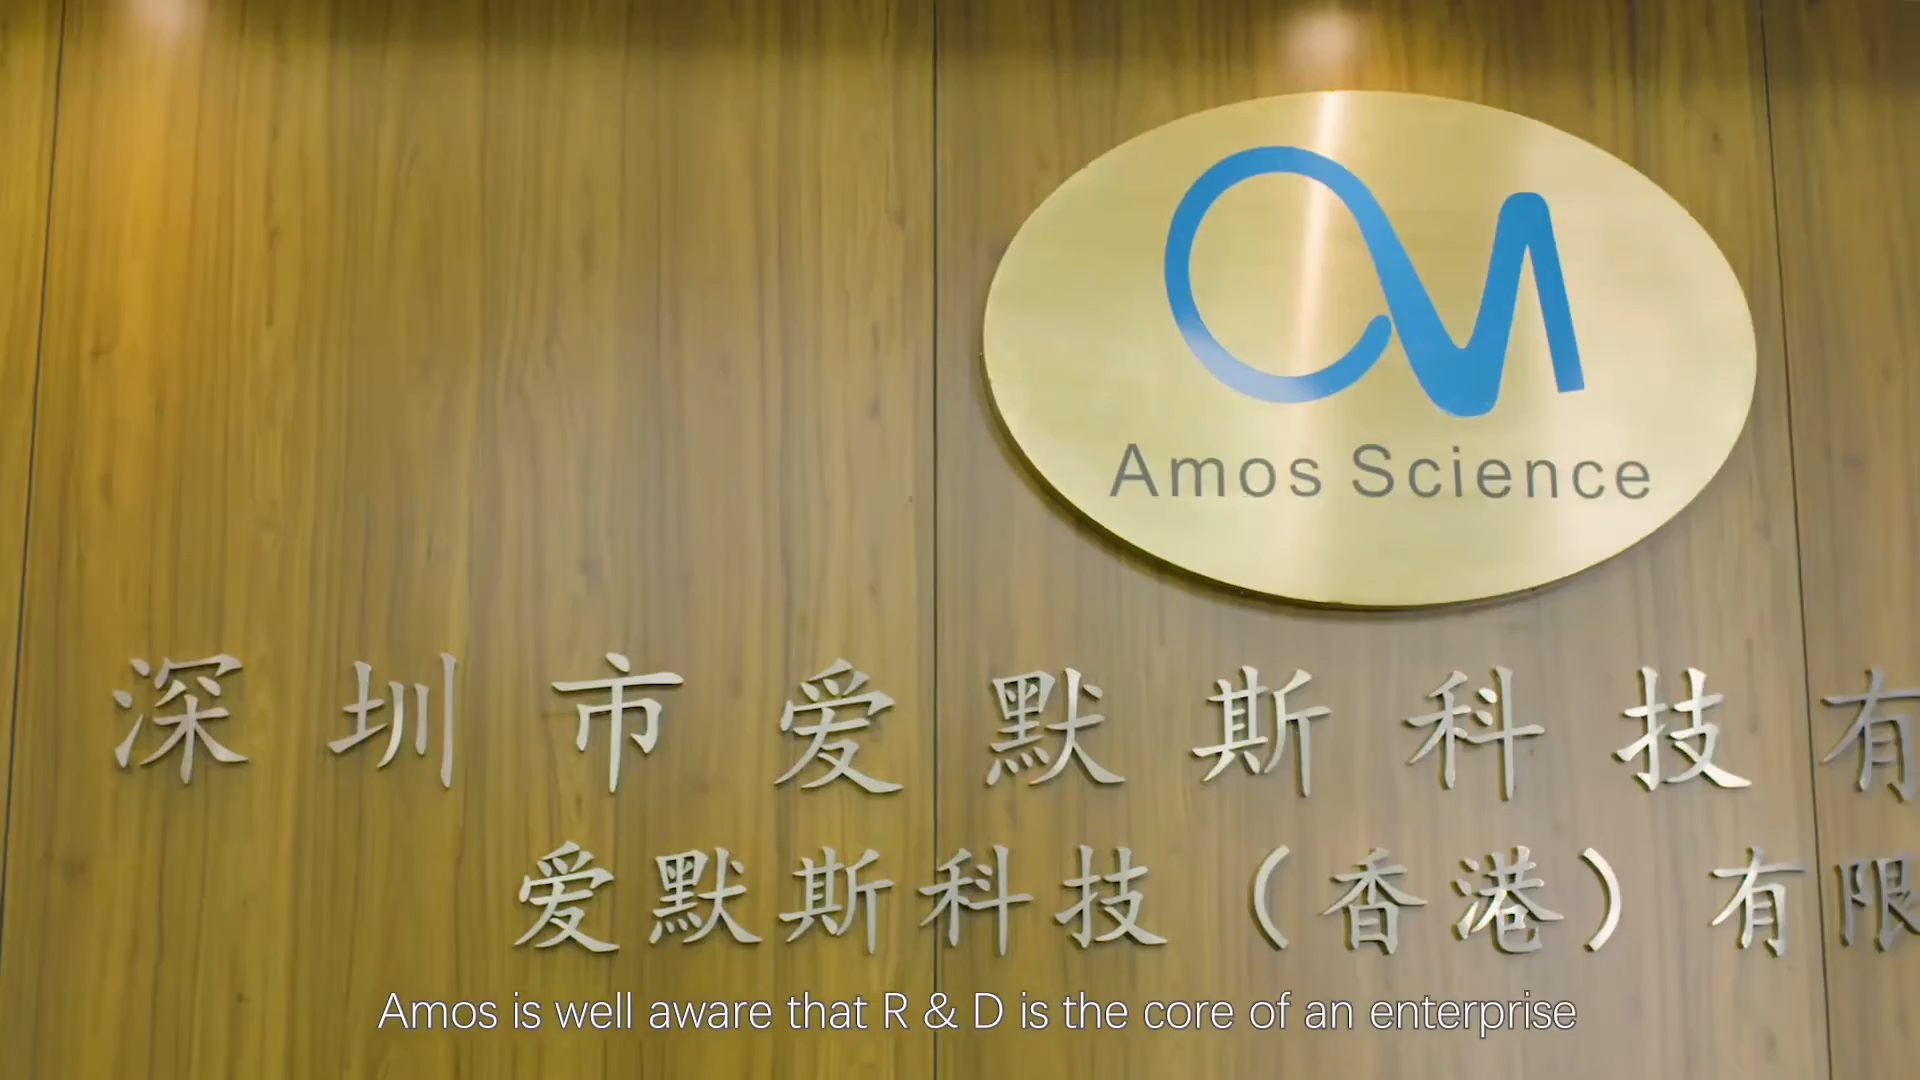 Amos Science
深圳市爱默斯科技有
爱默斯科技（香港）有限
Amos is well aware that R & D is the core of an enterprise